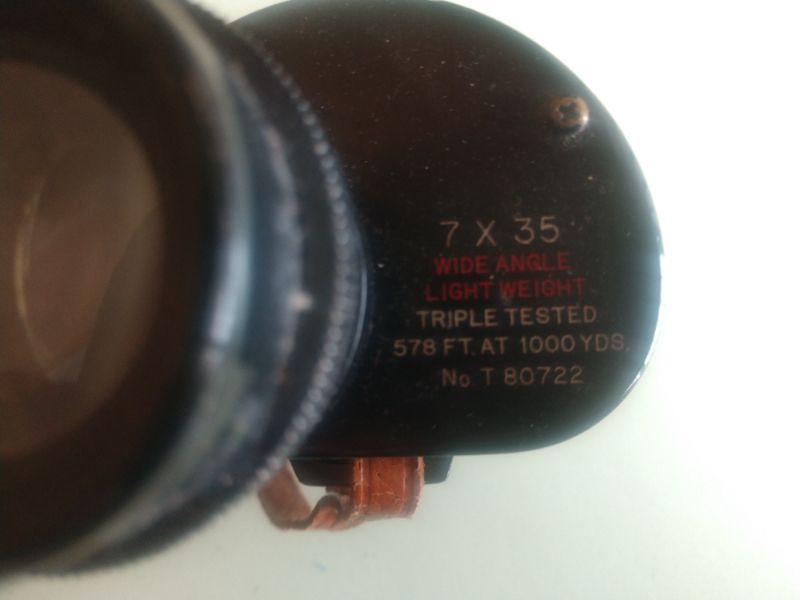 7 X 35
WIDE ANGLE
LIGHT WEIGHT
TRIPLE TESTED
578 FT. AT 1000 YDS.
No. T 80722